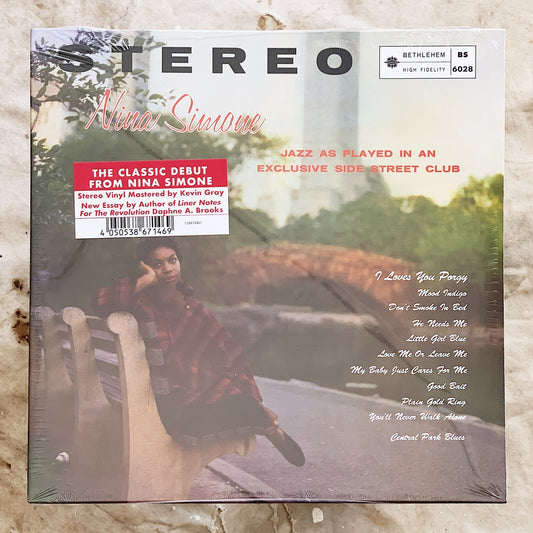 STEREO
BETHLEHEM
HIGH FIDELITY
BS
6028
Nina Simone
JAZZ AS PLAYED IN AN
EXCLUSIVE SIDE STREET CLUB
THE CLASSIC DEBUT
FROM NINA SIMONE
Stereo Vinyl Mastered by Kevin Gray
New Essay by Author of Liner Notes
For The Revolution Daphne A. Brooks
4 050538 671469
I Loves You Porgy
Mood Indigo
Don't Smoke In Bed
He Needs Me
Little Girl Blue
Love Me Or Leave Me
My Baby Just Cares For Me
Good Bait
Plain Gold Ring
You'll Never Walk Alone
Central Park Blues